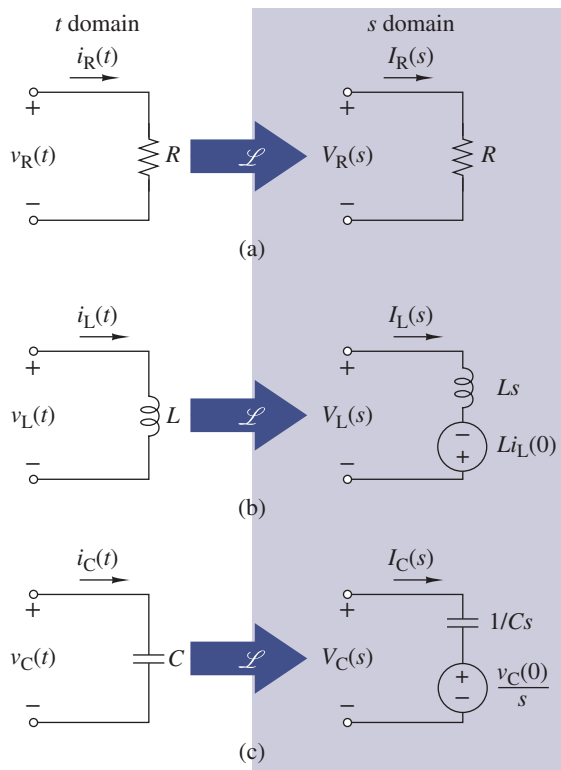 t domain s domain
i_R(t) I_R(s)
+ +
v_R(t) R ℒ V_R(s) R
− −
(a)
i_L(t) I_L(s)
+ +
v_L(t) L ℒ V_L(s) Ls
− + Li_L(0)
− −
(b)
i_C(t) I_C(s)
+ +
1/Cs
v_C(t) C ℒ V_C(s)
+ − v_C(0)/s
− −
(c)